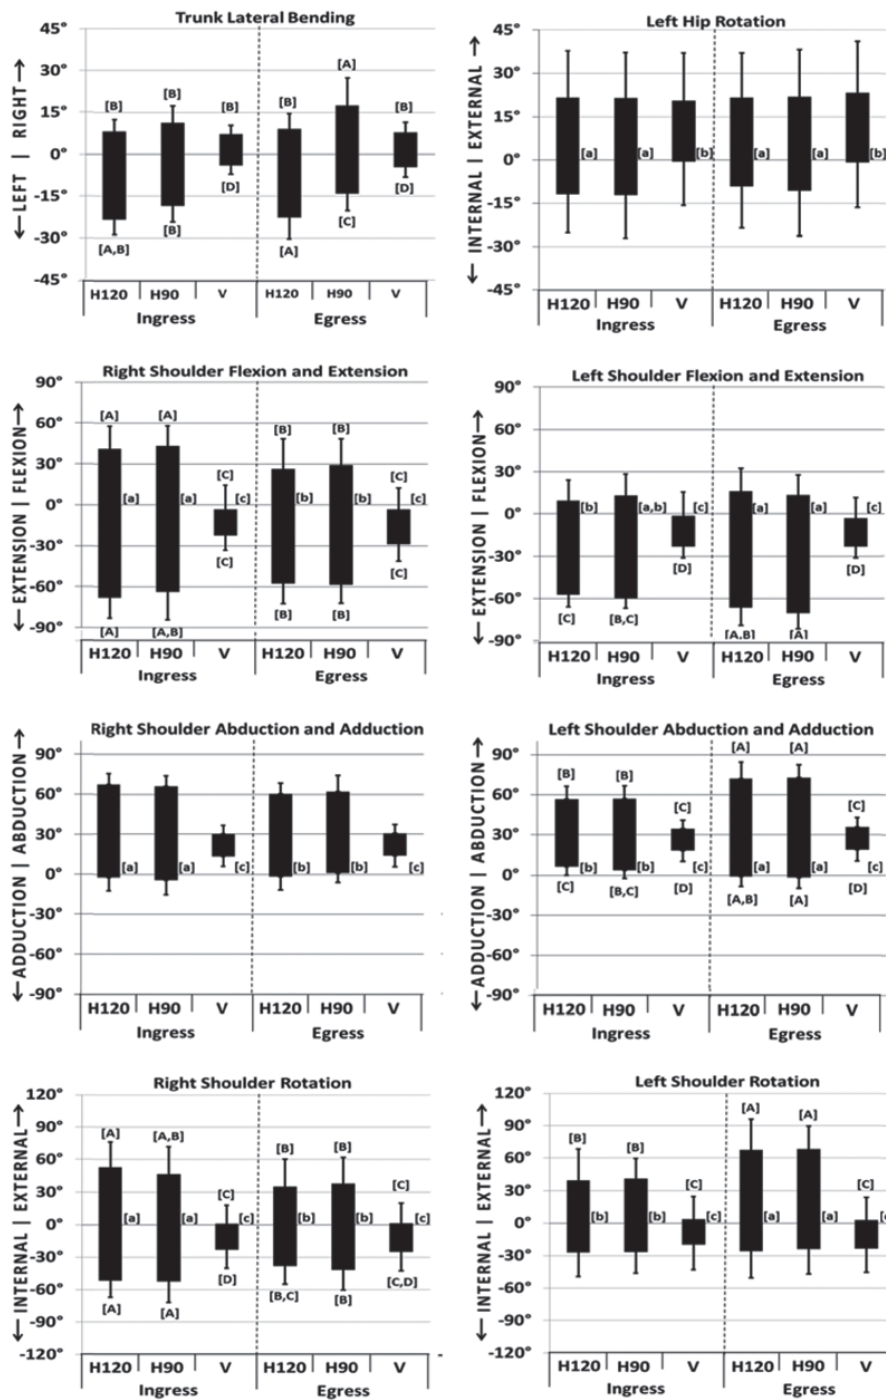 Trunk Lateral Bending
← LEFT | RIGHT →
45°
30°
15°
0°
-15°
-30°
-45°
[B] [B] [B] [B] [A] [B]
[A,B] [B] [D] [A] [C] [D]
H120 H90 V H120 H90 V
Ingress Egress
Left Hip Rotation
← INTERNAL | EXTERNAL →
45°
30°
15°
0°
-15°
-30°
45°
[a] [a] [b] [a] [a] [b]
H120 H90 V H120 H90 V
Ingress Egress
Right Shoulder Flexion and Extension
← EXTENSION | FLEXION →
90°
60°
30°
0°
-30°
-60°
-90°
[A] [A] [C] [B] [B] [C]
[a] [a] [c] [b] [b] [c]
[A] [A,B] [C] [B] [B] [C]
H120 H90 V H120 H90 V
Ingress Egress
Left Shoulder Flexion and Extension
← EXTENSION | FLEXION →
90°
60°
30°
0°
-30°
-60°
-90°
[b] [a,b] [c] [a] [a] [c]
[C] [B,C] [D] [A,B] [A] [D]
H120 H90 V H120 H90 V
Ingress Egress
Right Shoulder Abduction and Adduction
← ADDUCTION | ABDUCTION →
90°
60°
30°
0°
-30°
-60°
-90°
[a] [a] [c] [b] [b] [c]
H120 H90 V H120 H90 V
Ingress Egress
Left Shoulder Abduction and Adduction
← ADDUCTION | ABDUCTION →
90°
60°
30°
0°
-30°
-60°
-90°
[B] [B] [C] [A] [A] [C]
[b] [b] [c] [a] [a] [c]
[C] [B,C] [D] [A,B] [A] [D]
H120 H90 V H120 H90 V
Ingress Egress
Right Shoulder Rotation
← INTERNAL | EXTERNAL →
120°
90°
60°
30°
0°
-30°
-60°
-90°
-120°
[A] [A,B] [C] [B] [B] [C]
[a] [a] [c] [b] [b] [c]
[A] [A] [D] [B,C] [B] [C,D]
H120 H90 V H120 H90 V
Ingress Egress
Left Shoulder Rotation
← INTERNAL | EXTERNAL →
120°
90°
60°
30°
0°
-30°
-60°
-90°
-120°
[B] [B] [C] [A] [A] [C]
[b] [b] [c] [a] [a]
H120 H90 V H120 H90 V
Ingress Egress